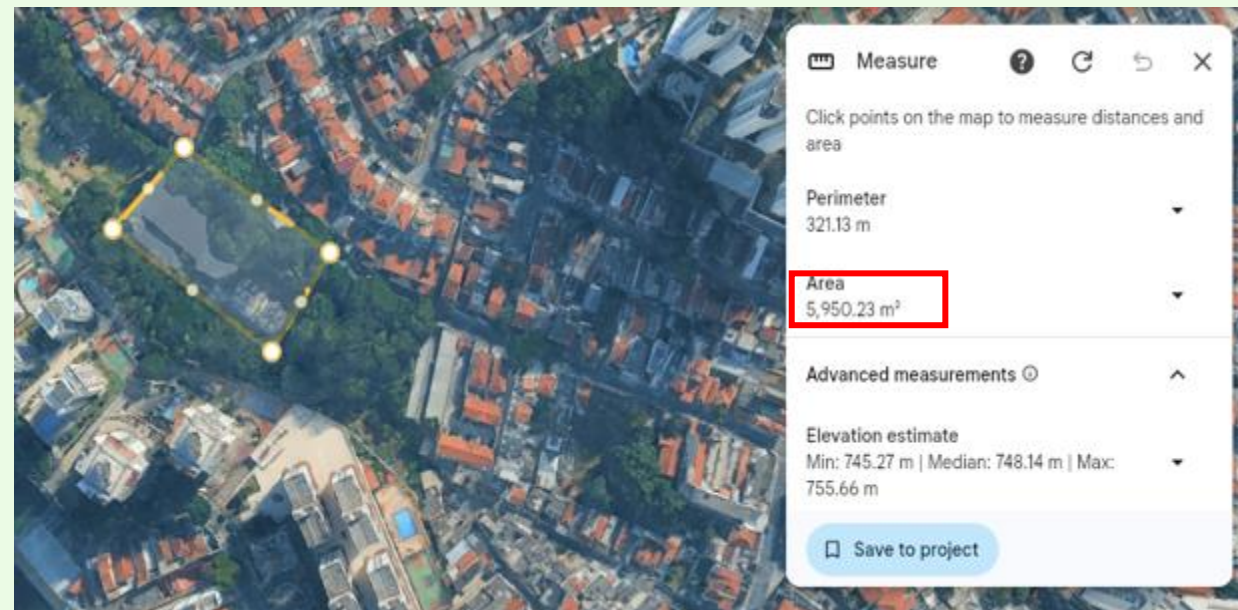 Measure
Click points on the map to measure distances and
area
Perimeter
321.13 m
Area
5,950.23 m²
Advanced measurements
Elevation estimate
Min: 745.27 m | Median: 748.14 m | Max:
755.66 m
Save to project